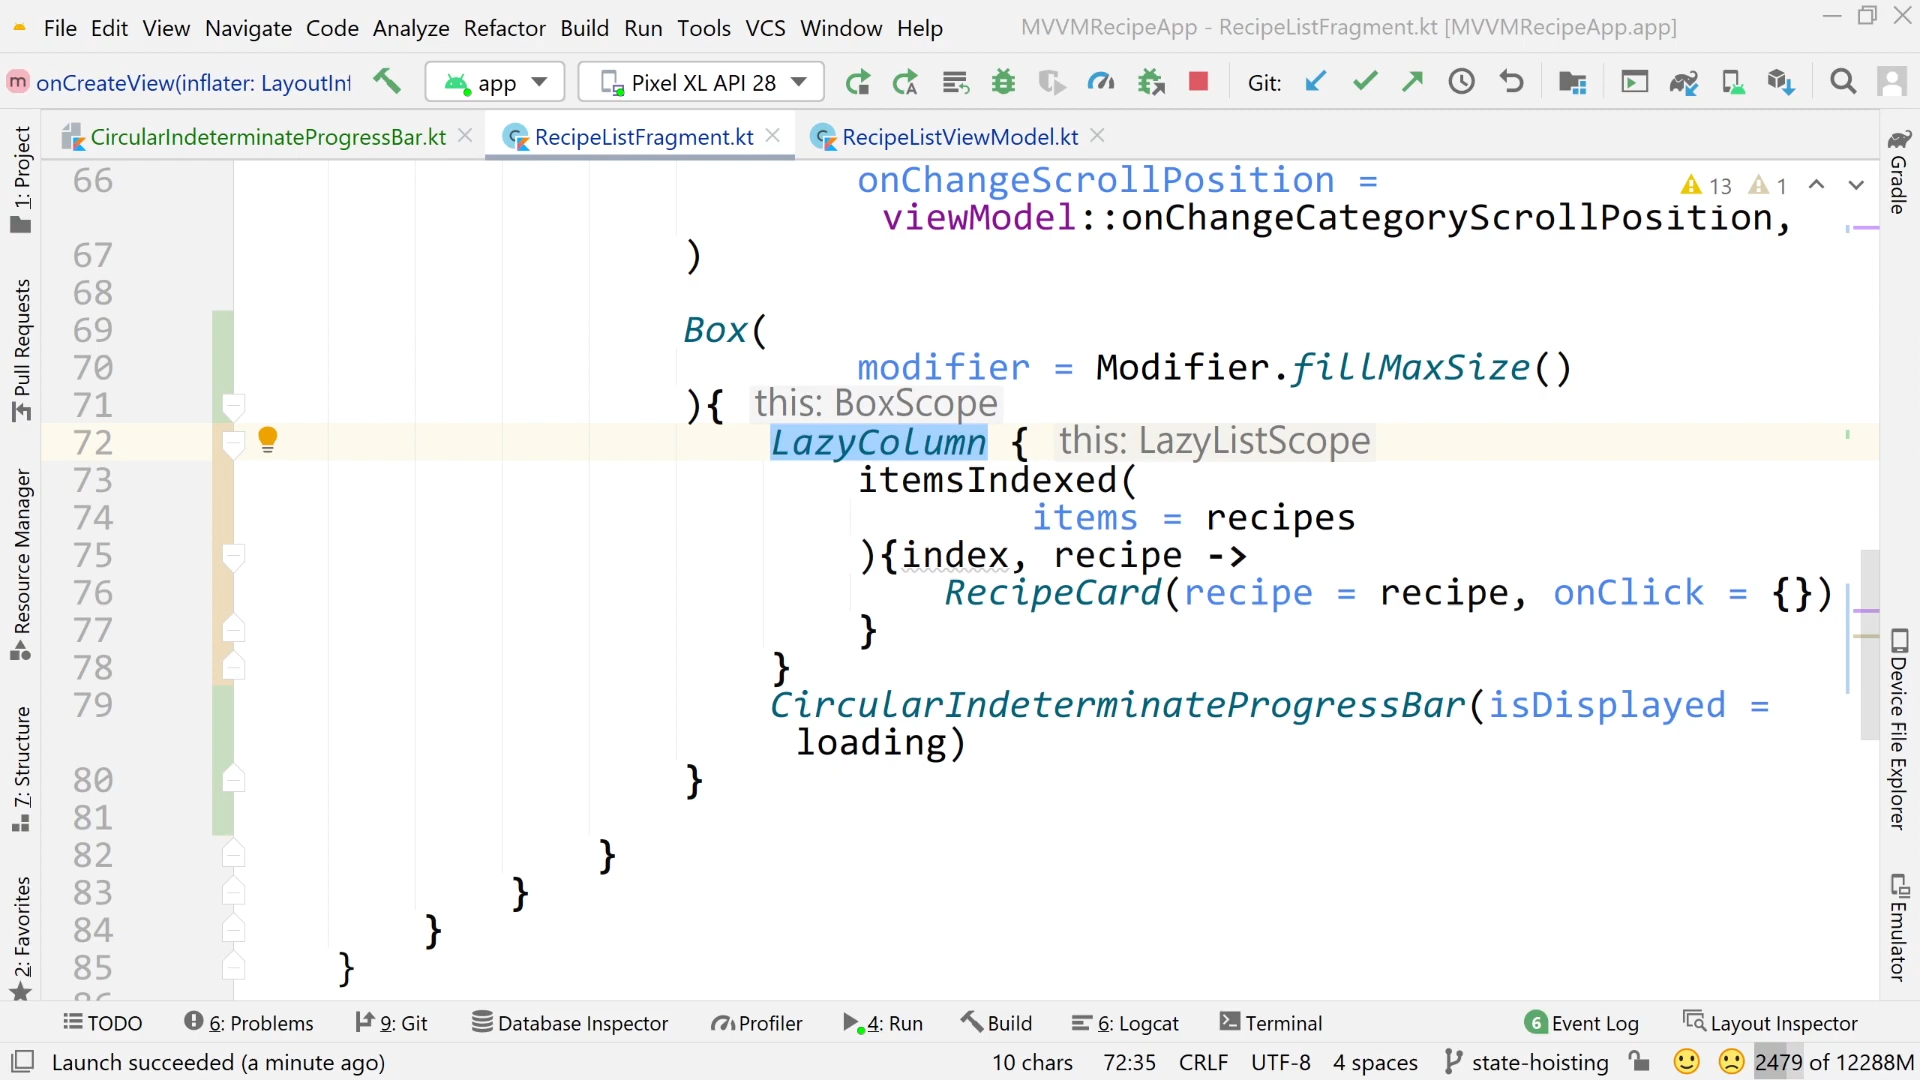 File Edit View Navigate Code Analyze Refactor Build Run Tools VCS Window Help MVVMRecipeApp - RecipeListFragment.kt [MVVMRecipeApp.app]
m onCreateView(inflater: LayoutInf app Pixel XL API 28 Git:
CircularIndeterminateProgressBar.kt RecipeListFragment.kt RecipeListViewModel.kt
1: Project
Pull Requests
Resource Manager
7: Structure
2: Favorites
13 1
66 onChangeScrollPosition =
viewModel::onChangeCategoryScrollPosition,
67 )
68
69 Box(
70 modifier = Modifier.fillMaxSize()
71 ){ this: BoxScope
72 LazyColumn { this: LazyListScope
73 itemsIndexed(
74 items = recipes
75 ){index, recipe ->
76 RecipeCard(recipe = recipe, onClick = {})
77 }
78 }
79 CircularIndeterminateProgressBar(isDisplayed =
loading)
80 }
81
82 }
83 }
84 }
85 }
Gradle
Device File Explorer
Emulator
TODO 6: Problems 9: Git Database Inspector Profiler 4: Run Build 6: Logcat Terminal 6 Event Log Layout Inspector
Launch succeeded (a minute ago) 10 chars 72:35 CRLF UTF-8 4 spaces state-hoisting 2479 of 12288M